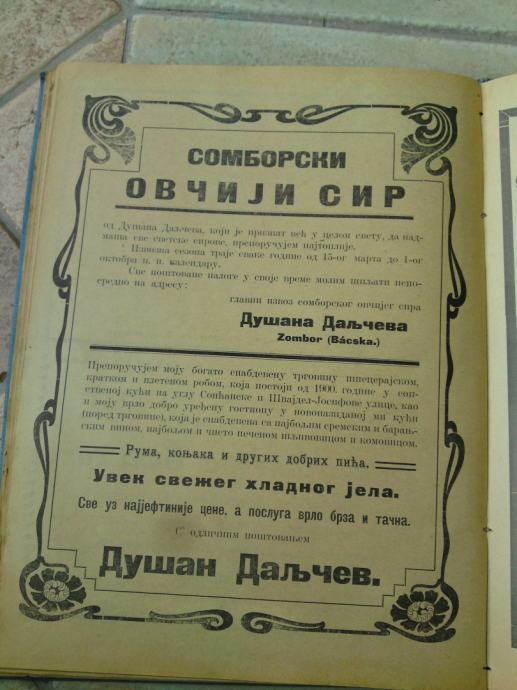 СОМБОРСКИ
ОВЧИЈИ СИР
од Душана Даљчева, који је признат већ у целом свету, да над-
маша све светске сирове, препоручујем најтоплије.
Извозна сезона траје сваке године од 15-ог марта до 1-ог
октобра п. н. календару.
Све поштоване налоге у своје време молим шиљати непо-
средно на адресу:
главни извоз сомборског овчијег сира
Душана Даљчева
Zombor (Bácska.)
Препоручујем моју богато снабдевену трговину шпецерајском,
кратком и плетеном робом, која постоји од 1900. године у соп-
ственој кући на углу Сонћанске и Швајдел-Јосифове улице, као
и моју врло добро уређену гостиону у новоназиданој ми кући
(поред трговине), која је снабдевена са најбољим сремским и барањ-
ским вином, најбољом и чисто печеном шљивовицом и комовицом.
Рума, коњака и других добрих пића.
Увек свежег хладног јела.
Све уз најјефтиније цене, а послуга врло брза и тачна.
С одличним поштовањем
Душан Даљчев.